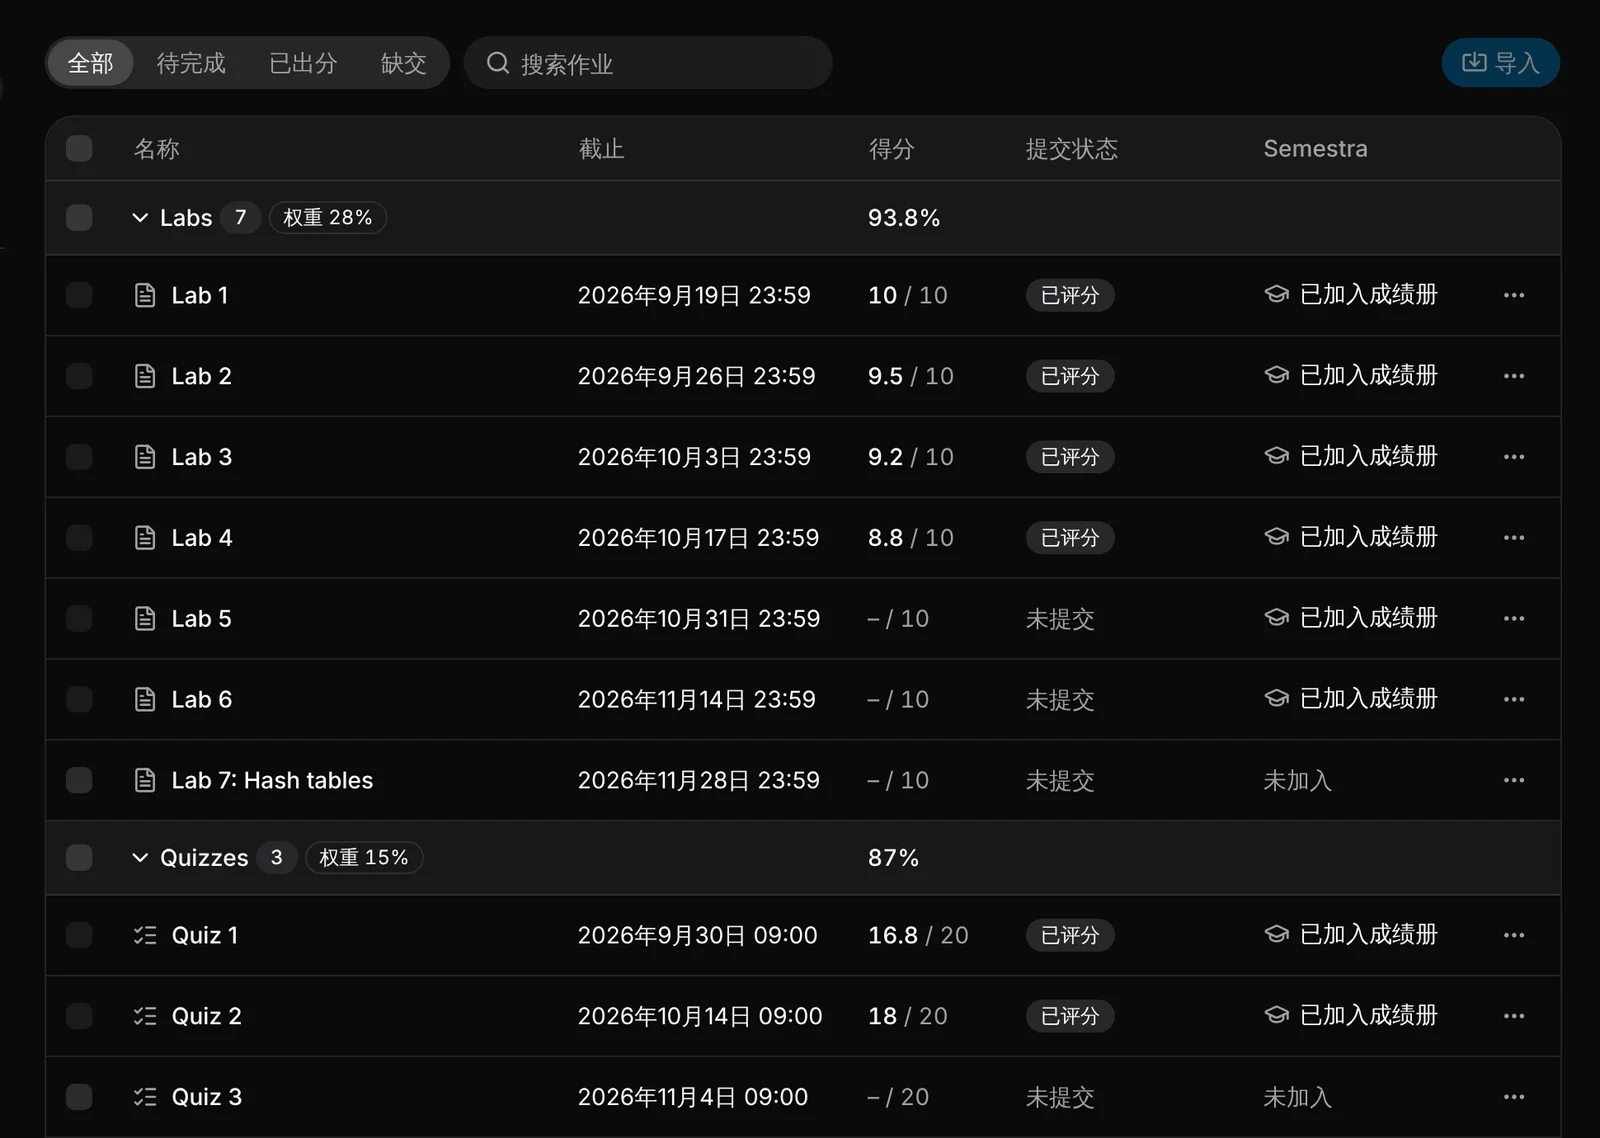 全部 待完成 已出分 缺交 搜索作业 导入
名称 截止 得分 提交状态 Semestra
Labs 7 权重 28% 93.8%
Lab 1 2026年9月19日 23:59 10 / 10 已评分 已加入成绩册
Lab 2 2026年9月26日 23:59 9.5 / 10 已评分 已加入成绩册
Lab 3 2026年10月3日 23:59 9.2 / 10 已评分 已加入成绩册
Lab 4 2026年10月17日 23:59 8.8 / 10 已评分 已加入成绩册
Lab 5 2026年10月31日 23:59 – / 10 未提交 已加入成绩册
Lab 6 2026年11月14日 23:59 – / 10 未提交 已加入成绩册
Lab 7: Hash tables 2026年11月28日 23:59 – / 10 未提交 未加入
Quizzes 3 权重 15% 87%
Quiz 1 2026年9月30日 09:00 16.8 / 20 已评分 已加入成绩册
Quiz 2 2026年10月14日 09:00 18 / 20 已评分 已加入成绩册
Quiz 3 2026年11月4日 09:00 – / 20 未提交 未加入